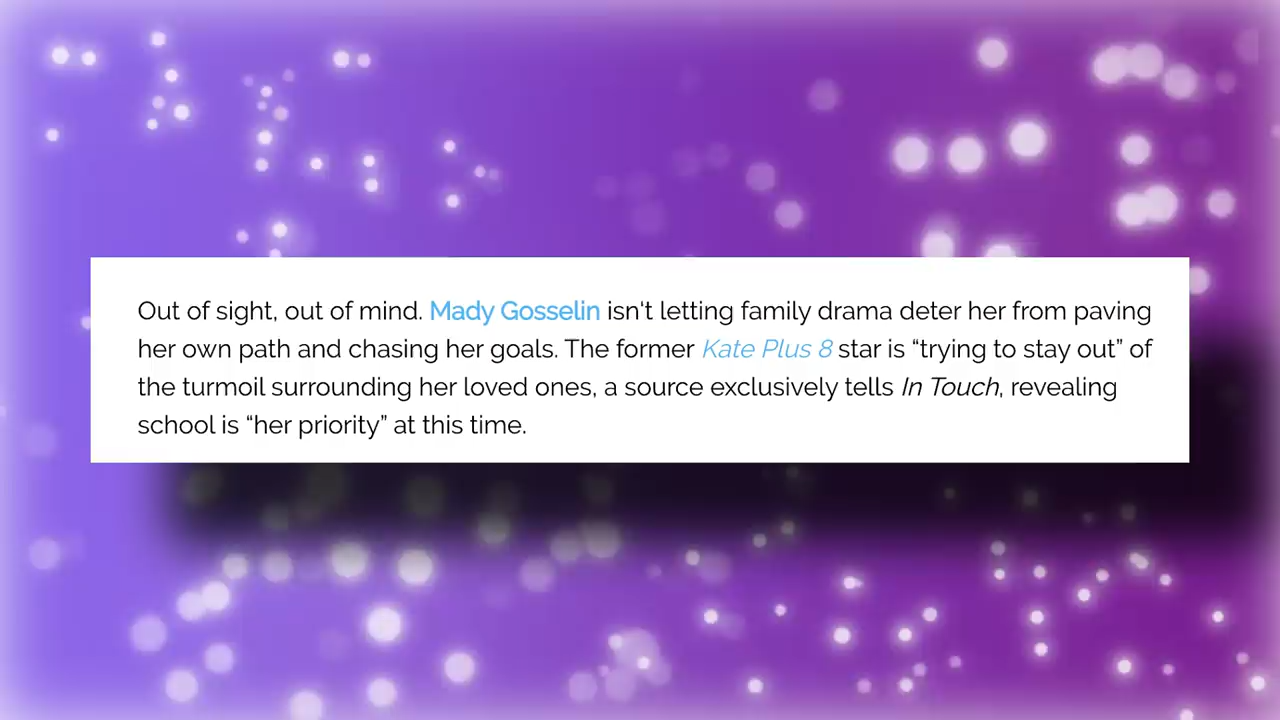 Out of sight, out of mind. Mady Gosselin isn't letting family drama deter her from paving
her own path and chasing her goals. The former Kate Plus 8 star is “trying to stay out” of
the turmoil surrounding her loved ones, a source exclusively tells In Touch, revealing
school is “her priority” at this time.